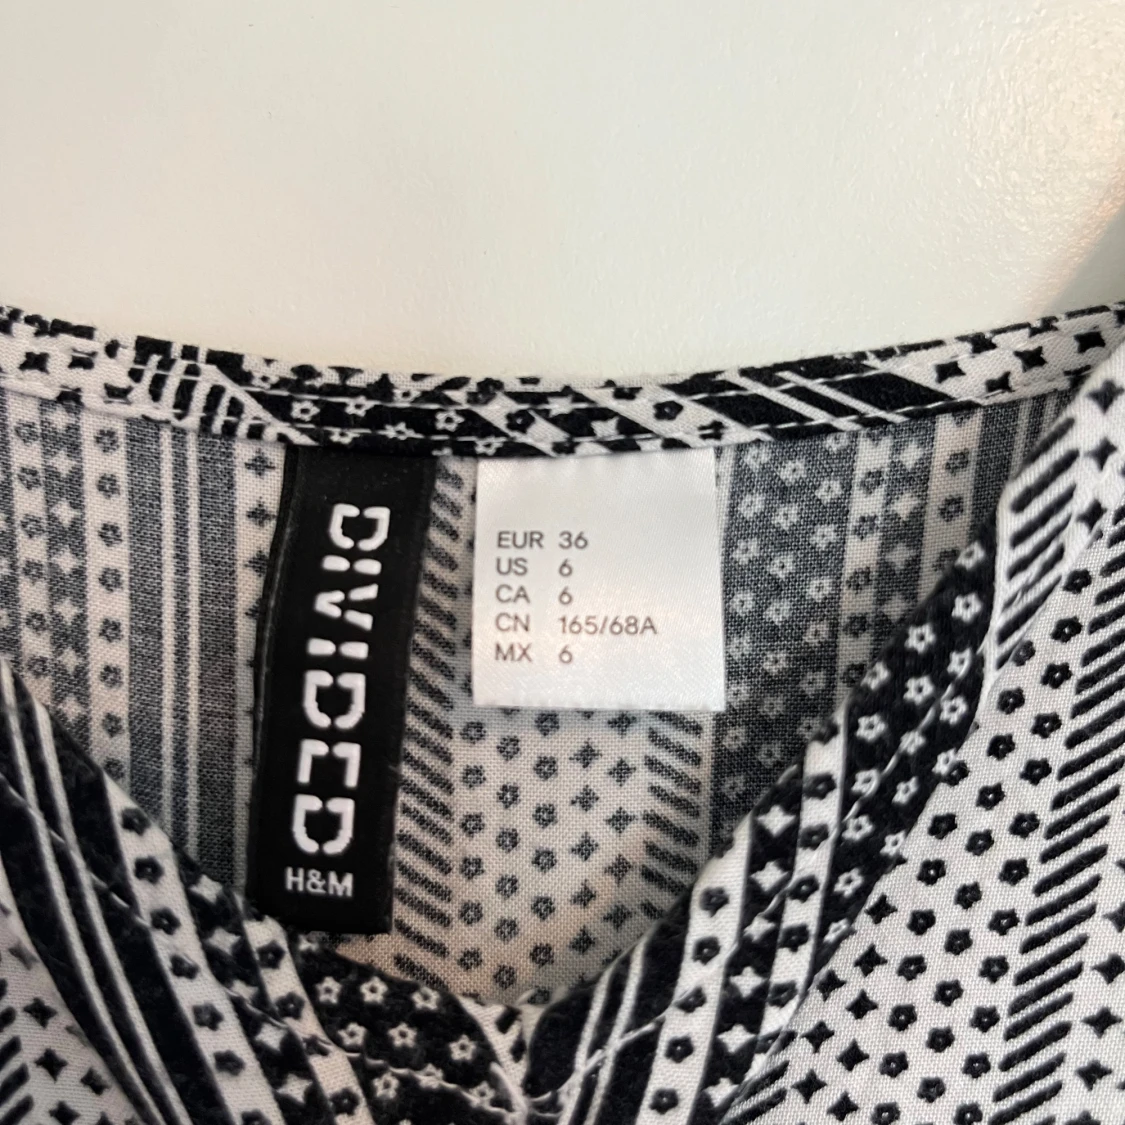 DIVIDED
H&M
EUR 36
US 6
CA 6
CN 165/68A
MX 6